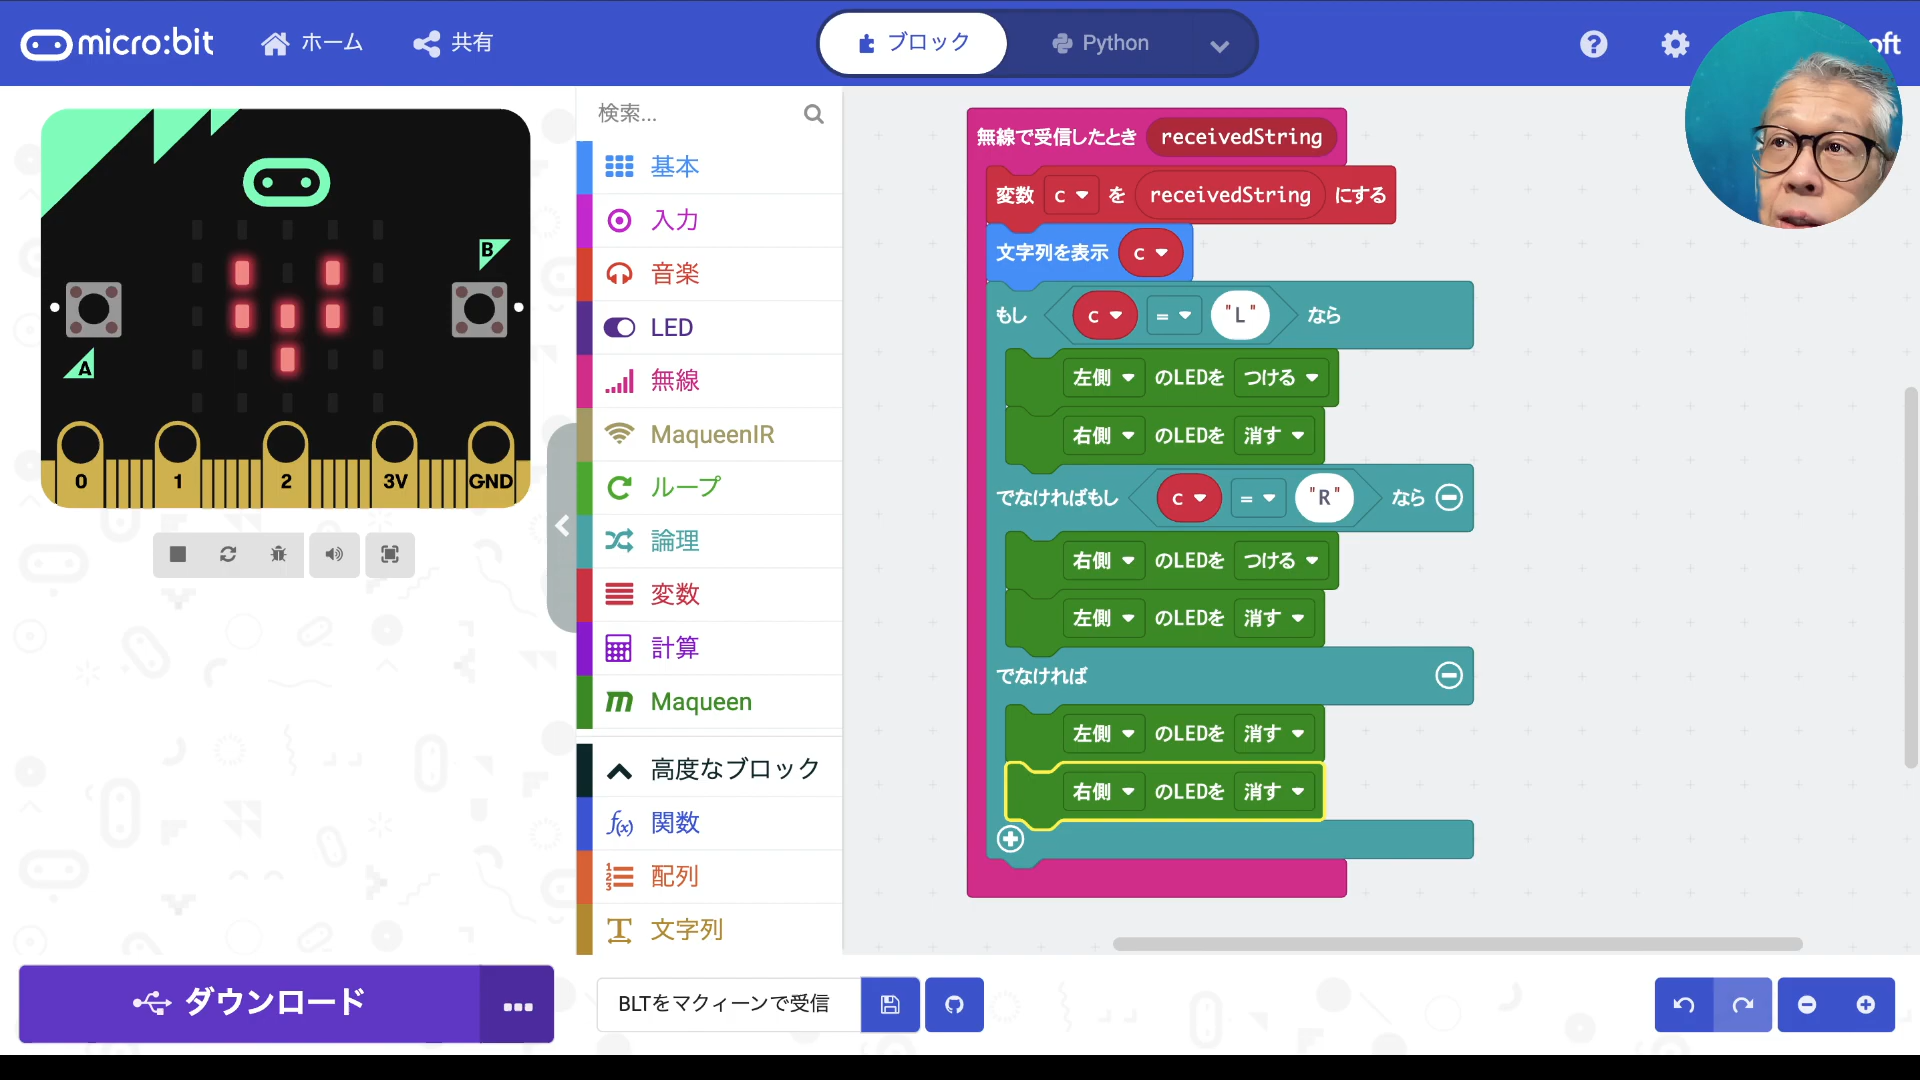 micro:bit
ホーム
共有
ブロック
Python
oft
B
A
0
1
2
3V
GND
検索...
基本
入力
音楽
LED
無線
MaqueenIR
ループ
論理
変数
計算
Maqueen
高度なブロック
関数
配列
文字列
無線で受信したとき receivedString
変数 c を receivedString にする
文字列を表示 c
もし c = "L" なら
左側 のLEDを つける
右側 のLEDを 消す
でなければもし c = "R" なら
右側 のLEDを つける
左側 のLEDを 消す
でなければ
左側 のLEDを 消す
右側 のLEDを 消す
ダウンロード
...
BLTをマクィーンで受信